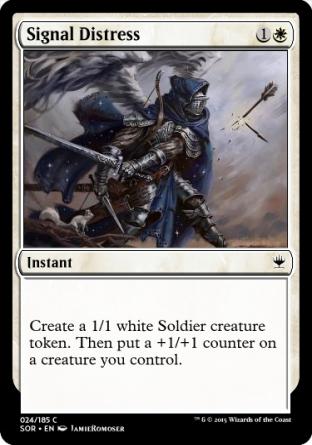 Signal Distress 1
Instant
Create a 1/1 white Soldier creature
token. Then put a +1/+1 counter on
a creature you control.
024/185 C
SOR • EN JamieRomoser
™ & © 2015 Wizards of the Coast